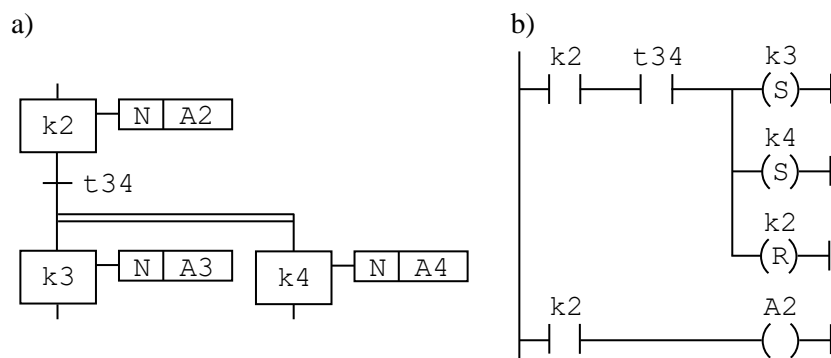 a)
k2 N A2
t34
k3 N A3
k4 N A4
b)
k2 t34 k3
S
k4
S
k2
R
k2 A2